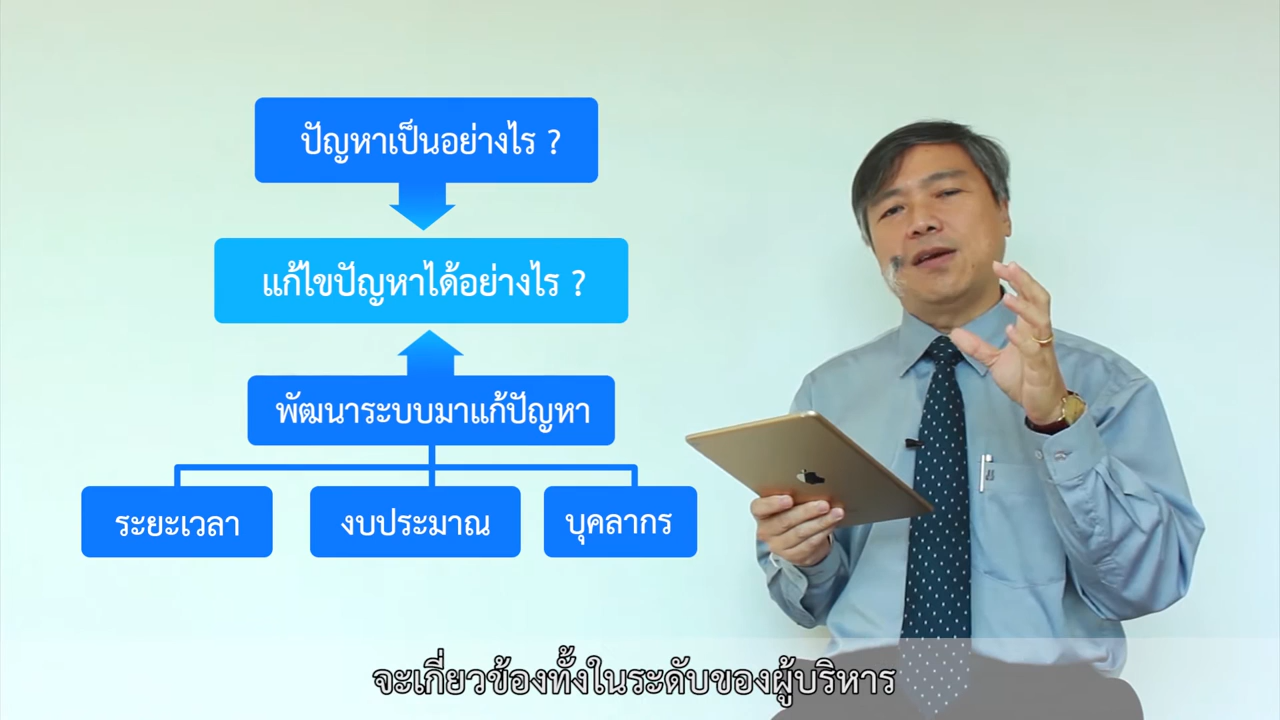 ปัญหาเป็นอย่างไร ?
แก้ไขปัญหาได้อย่างไร ?
พัฒนาระบบมาแก้ปัญหา
ระยะเวลา
งบประมาณ
บุคลากร
จะเกี่ยวข้องทั้งในระดับของผู้บริหาร